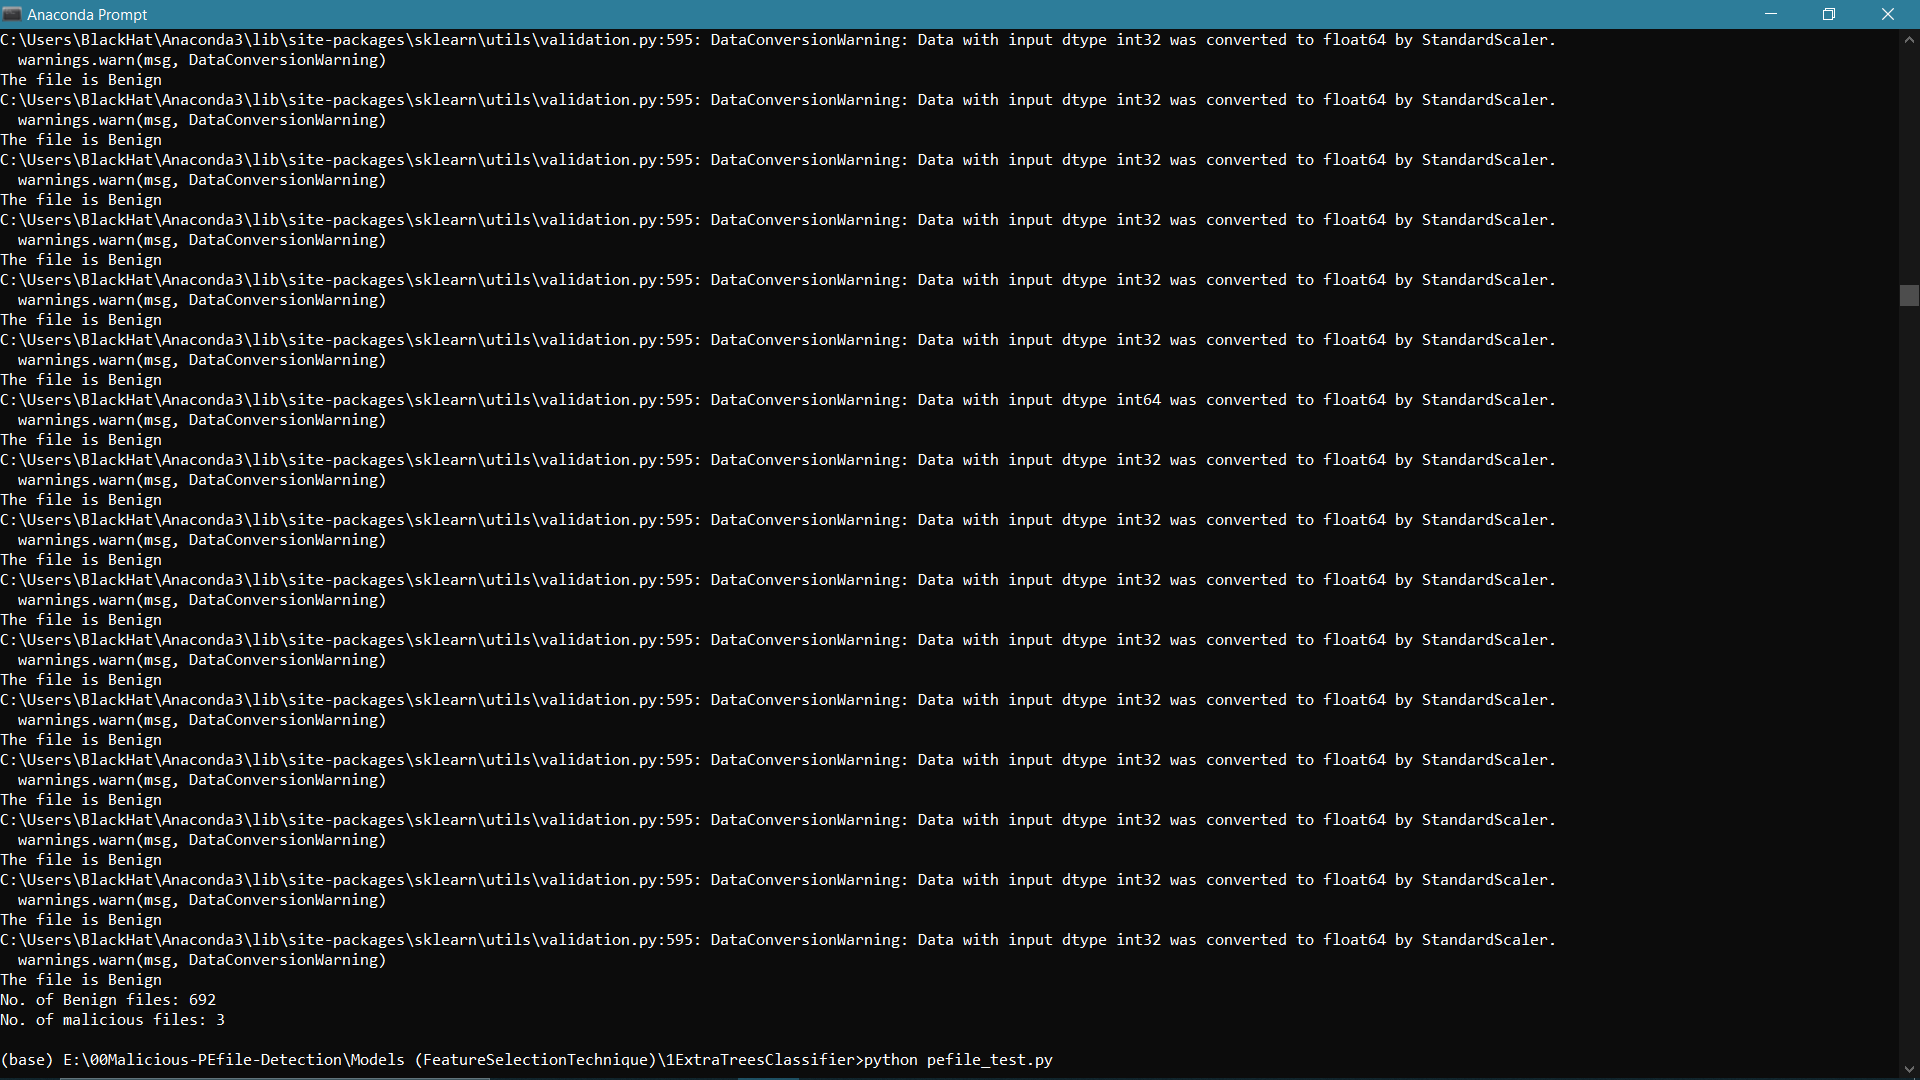 Anaconda Prompt
C:\Users\BlackHat\Anaconda3\lib\site-packages\sklearn\utils\validation.py:595: DataConversionWarning: Data with input dtype int32 was converted to float64 by StandardScaler.
  warnings.warn(msg, DataConversionWarning)
The file is Benign
C:\Users\BlackHat\Anaconda3\lib\site-packages\sklearn\utils\validation.py:595: DataConversionWarning: Data with input dtype int32 was converted to float64 by StandardScaler.
  warnings.warn(msg, DataConversionWarning)
The file is Benign
C:\Users\BlackHat\Anaconda3\lib\site-packages\sklearn\utils\validation.py:595: DataConversionWarning: Data with input dtype int32 was converted to float64 by StandardScaler.
  warnings.warn(msg, DataConversionWarning)
The file is Benign
C:\Users\BlackHat\Anaconda3\lib\site-packages\sklearn\utils\validation.py:595: DataConversionWarning: Data with input dtype int32 was converted to float64 by StandardScaler.
  warnings.warn(msg, DataConversionWarning)
The file is Benign
C:\Users\BlackHat\Anaconda3\lib\site-packages\sklearn\utils\validation.py:595: DataConversionWarning: Data with input dtype int32 was converted to float64 by StandardScaler.
  warnings.warn(msg, DataConversionWarning)
The file is Benign
C:\Users\BlackHat\Anaconda3\lib\site-packages\sklearn\utils\validation.py:595: DataConversionWarning: Data with input dtype int32 was converted to float64 by StandardScaler.
  warnings.warn(msg, DataConversionWarning)
The file is Benign
C:\Users\BlackHat\Anaconda3\lib\site-packages\sklearn\utils\validation.py:595: DataConversionWarning: Data with input dtype int64 was converted to float64 by StandardScaler.
  warnings.warn(msg, DataConversionWarning)
The file is Benign
C:\Users\BlackHat\Anaconda3\lib\site-packages\sklearn\utils\validation.py:595: DataConversionWarning: Data with input dtype int32 was converted to float64 by StandardScaler.
  warnings.warn(msg, DataConversionWarning)
The file is Benign
C:\Users\BlackHat\Anaconda3\lib\site-packages\sklearn\utils\validation.py:595: DataConversionWarning: Data with input dtype int32 was converted to float64 by StandardScaler.
  warnings.warn(msg, DataConversionWarning)
The file is Benign
C:\Users\BlackHat\Anaconda3\lib\site-packages\sklearn\utils\validation.py:595: DataConversionWarning: Data with input dtype int32 was converted to float64 by StandardScaler.
  warnings.warn(msg, DataConversionWarning)
The file is Benign
C:\Users\BlackHat\Anaconda3\lib\site-packages\sklearn\utils\validation.py:595: DataConversionWarning: Data with input dtype int32 was converted to float64 by StandardScaler.
  warnings.warn(msg, DataConversionWarning)
The file is Benign
C:\Users\BlackHat\Anaconda3\lib\site-packages\sklearn\utils\validation.py:595: DataConversionWarning: Data with input dtype int32 was converted to float64 by StandardScaler.
  warnings.warn(msg, DataConversionWarning)
The file is Benign
C:\Users\BlackHat\Anaconda3\lib\site-packages\sklearn\utils\validation.py:595: DataConversionWarning: Data with input dtype int32 was converted to float64 by StandardScaler.
  warnings.warn(msg, DataConversionWarning)
The file is Benign
C:\Users\BlackHat\Anaconda3\lib\site-packages\sklearn\utils\validation.py:595: DataConversionWarning: Data with input dtype int32 was converted to float64 by StandardScaler.
  warnings.warn(msg, DataConversionWarning)
The file is Benign
C:\Users\BlackHat\Anaconda3\lib\site-packages\sklearn\utils\validation.py:595: DataConversionWarning: Data with input dtype int32 was converted to float64 by StandardScaler.
  warnings.warn(msg, DataConversionWarning)
The file is Benign
C:\Users\BlackHat\Anaconda3\lib\site-packages\sklearn\utils\validation.py:595: DataConversionWarning: Data with input dtype int32 was converted to float64 by StandardScaler.
  warnings.warn(msg, DataConversionWarning)
The file is Benign
No. of Benign files: 692
No. of malicious files: 3
(base) E:\00Malicious-PEfile-Detection\Models (FeatureSelectionTechnique)\1ExtraTreesClassifier>python pefile_test.py